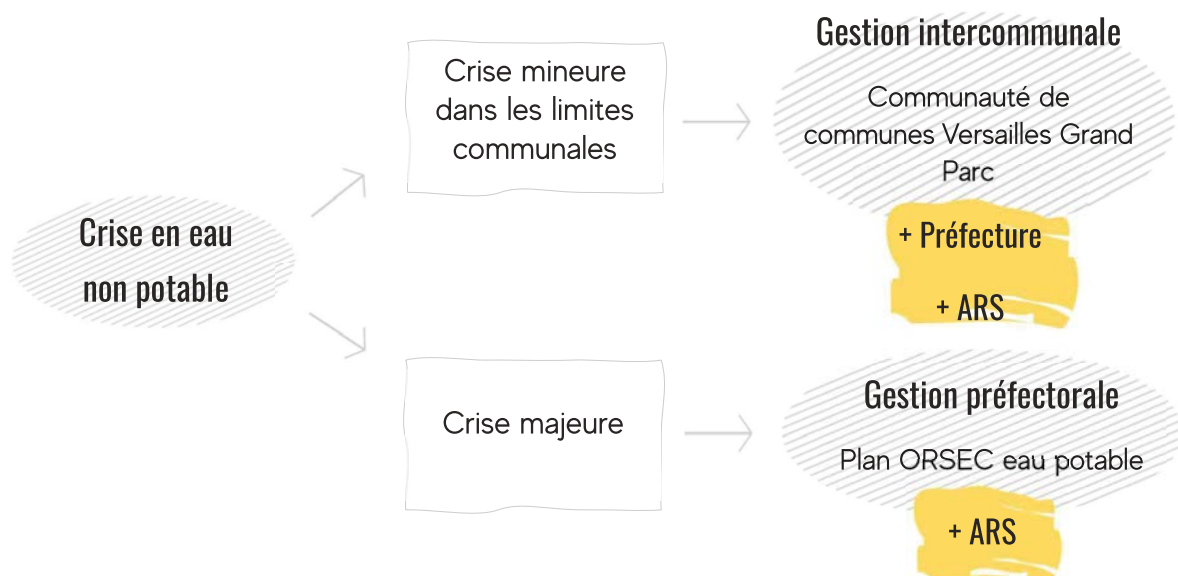 Crise en eau
non potable
Crise mineure
dans les limites
communales
Gestion intercommunale
Communauté de
communes Versailles Grand
Parc
+ Préfecture
+ ARS
Crise majeure
Gestion préfectorale
Plan ORSEC eau potable
+ ARS